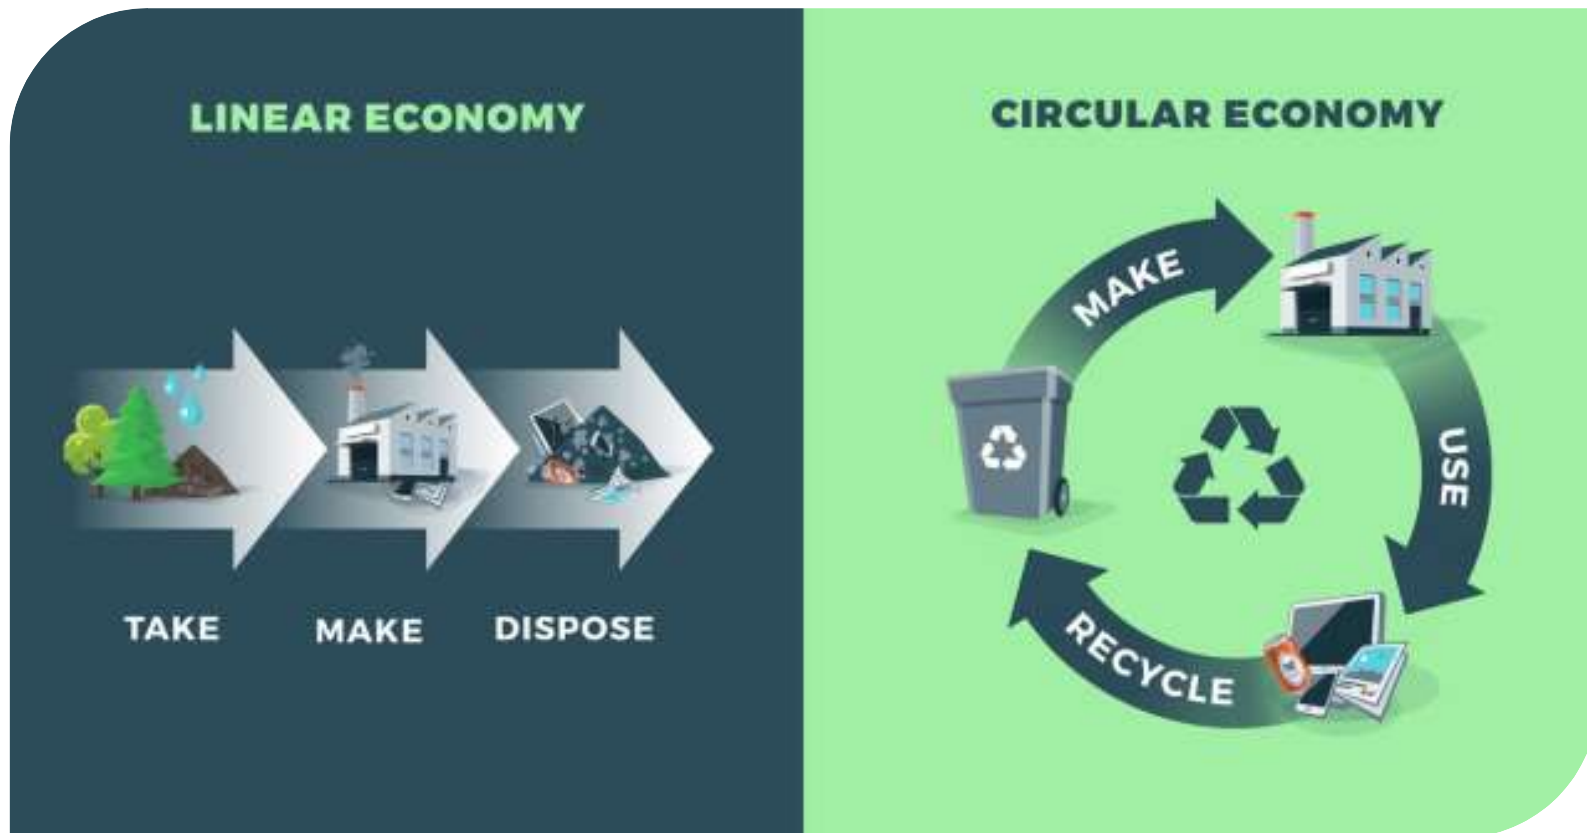 LINEAR ECONOMY
TAKE
MAKE
DISPOSE
CIRCULAR ECONOMY
MAKE
USE
RECYCLE